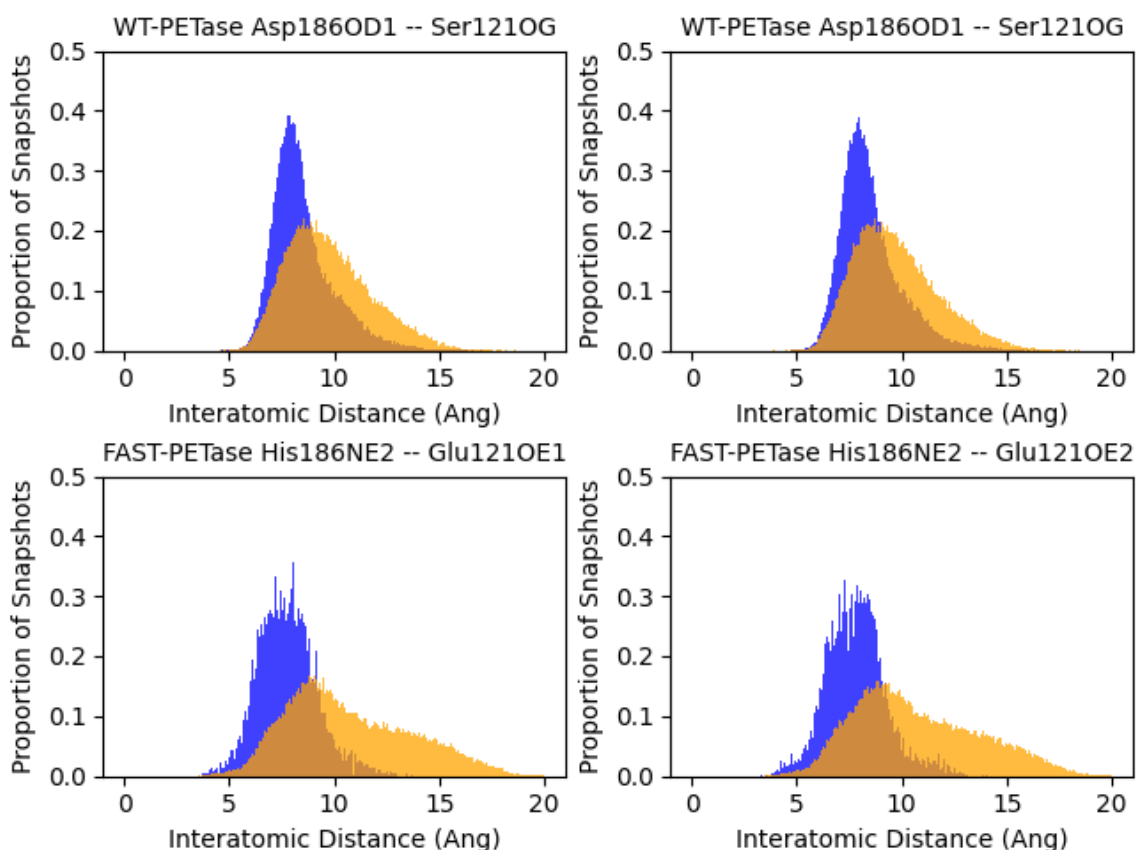 WT-PETase Asp186OD1 -- Ser121OG
Proportion of Snapshots
0.5
0.4
0.3
0.2
0.1
0.0
0 5 10 15 20
Interatomic Distance (Ang)
WT-PETase Asp186OD1 -- Ser121OG
Proportion of Snapshots
0.5
0.4
0.3
0.2
0.1
0.0
0 5 10 15 20
Interatomic Distance (Ang)
FAST-PETase His186NE2 -- Glu121OE1
Proportion of Snapshots
0.5
0.4
0.3
0.2
0.1
0.0
0 5 10 15 20
Interatomic Distance (Ang)
FAST-PETase His186NE2 -- Glu121OE2
Proportion of Snapshots
0.5
0.4
0.3
0.2
0.1
0.0
0 5 10 15 20
Interatomic Distance (Ang)